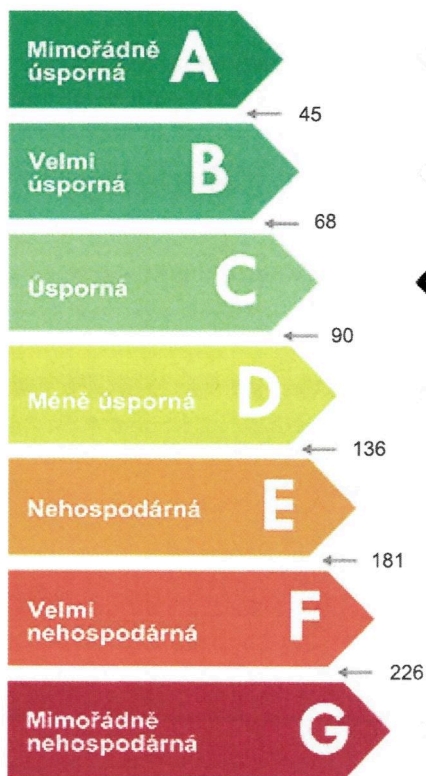 Mimořádně
úsporná
A
45
Velmi
úsporná
B
68
Úsporná
C
90
Méně úsporná
D
136
Nehospodárná
E
181
Velmi
nehospodárná
F
226
Mimořádně
nehospodárná
G